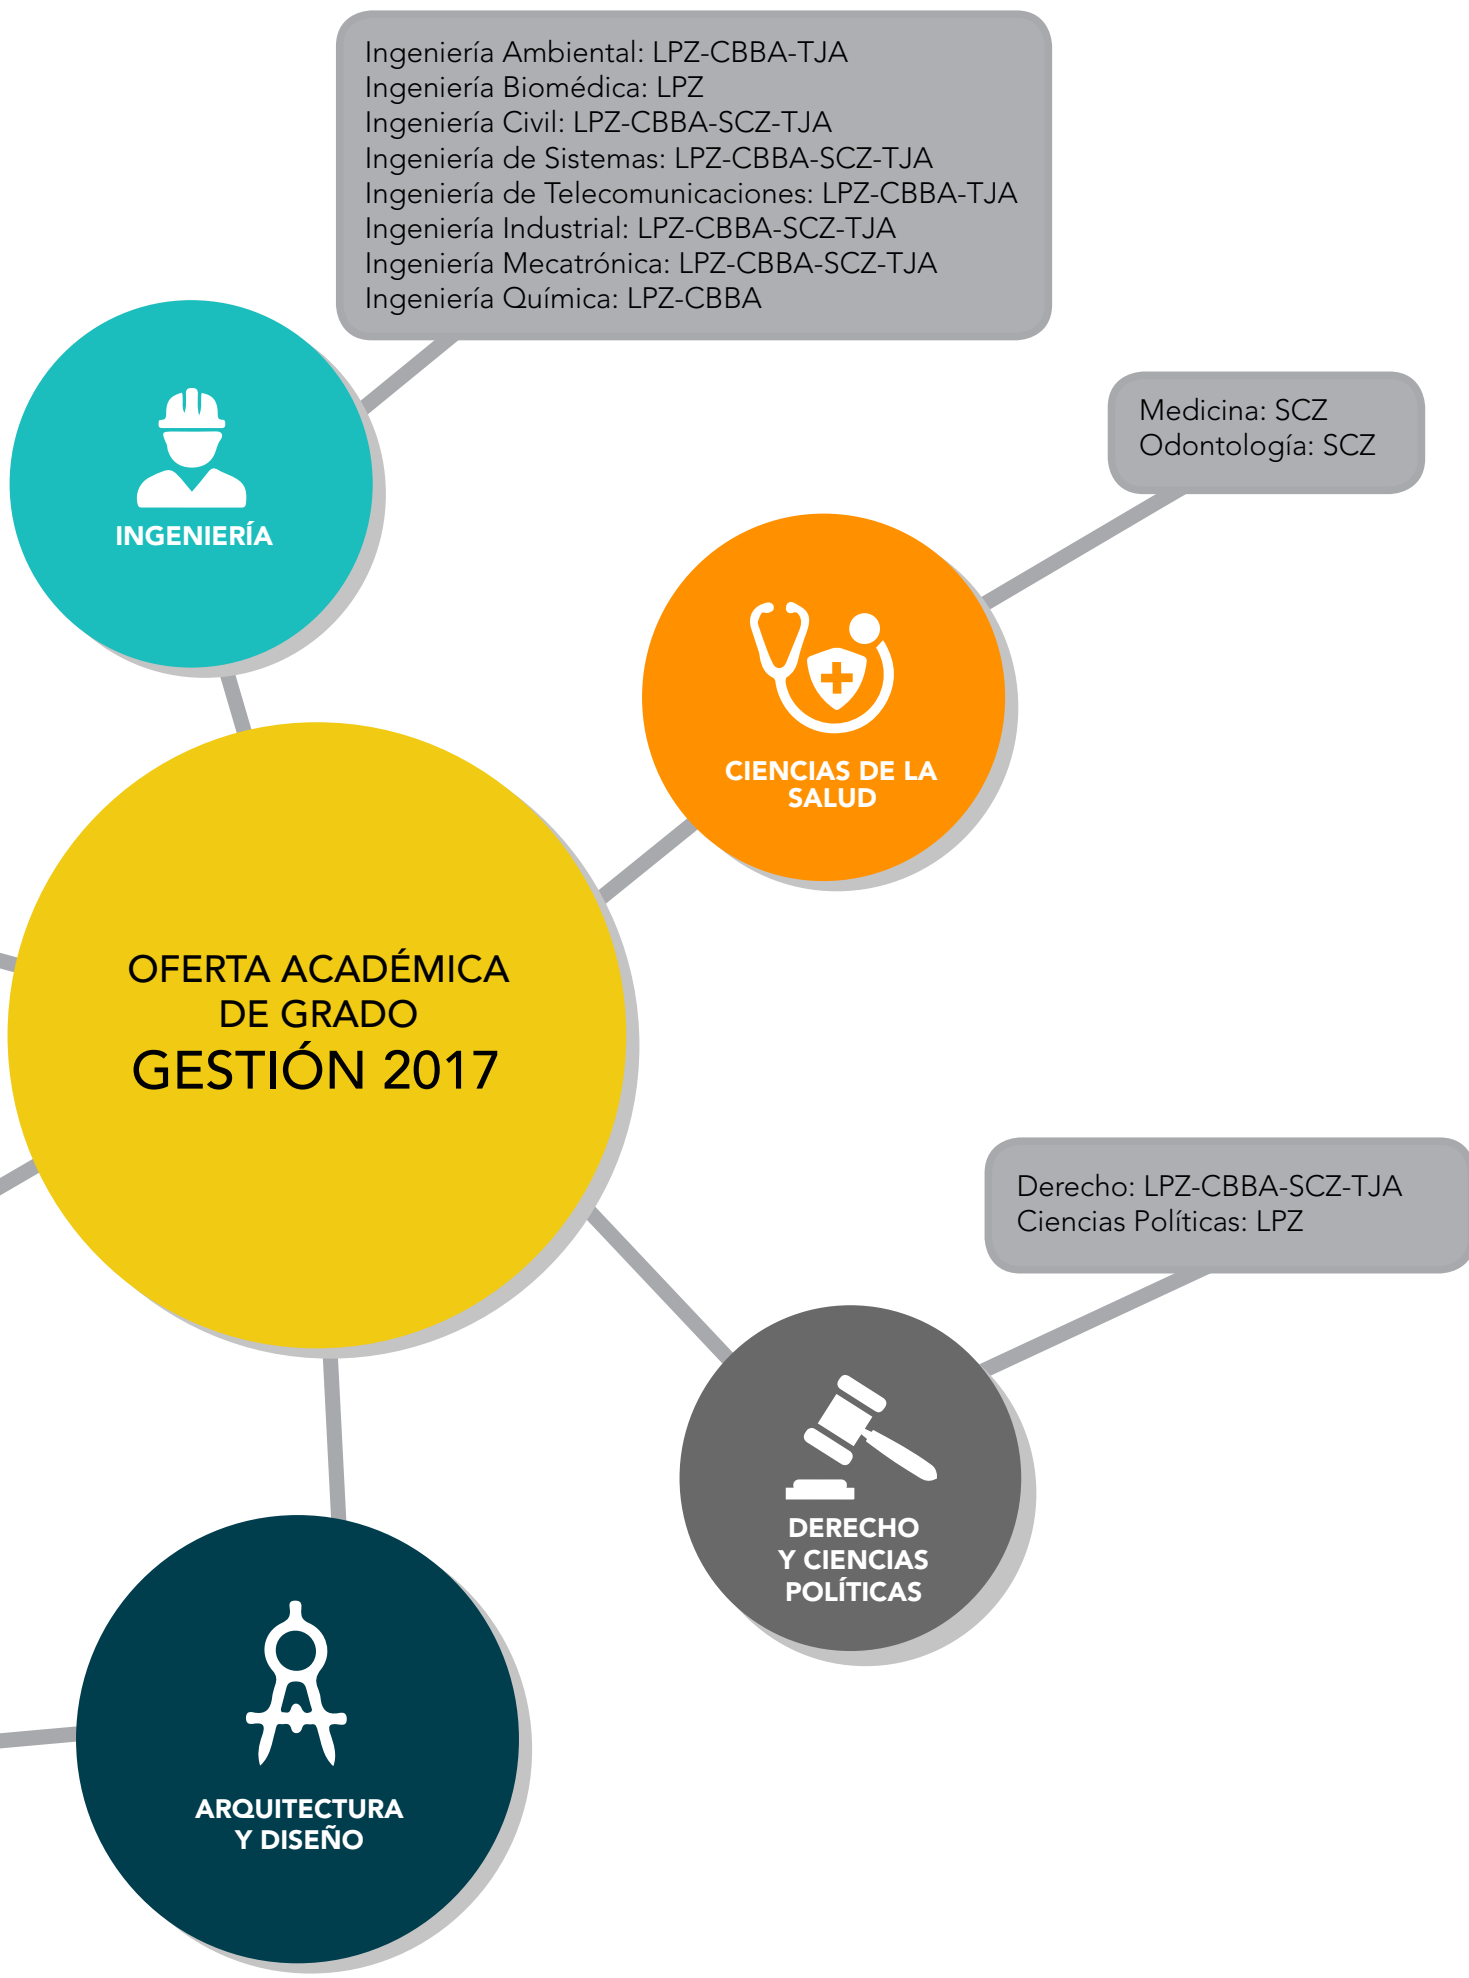 Ingeniería Ambiental: LPZ-CBBA-TJA
Ingeniería Biomédica: LPZ
Ingeniería Civil: LPZ-CBBA-SCZ-TJA
Ingeniería de Sistemas: LPZ-CBBA-SCZ-TJA
Ingeniería de Telecomunicaciones: LPZ-CBBA-TJA
Ingeniería Industrial: LPZ-CBBA-SCZ-TJA
Ingeniería Mecatrónica: LPZ-CBBA-SCZ-TJA
Ingeniería Química: LPZ-CBBA
INGENIERÍA
Medicina: SCZ
Odontología: SCZ
CIENCIAS DE LA
SALUD
OFERTA ACADÉMICA
DE GRADO
GESTIÓN 2017
Derecho: LPZ-CBBA-SCZ-TJA
Ciencias Políticas: LPZ
DERECHO
Y CIENCIAS
POLÍTICAS
ARQUITECTURA
Y DISEÑO